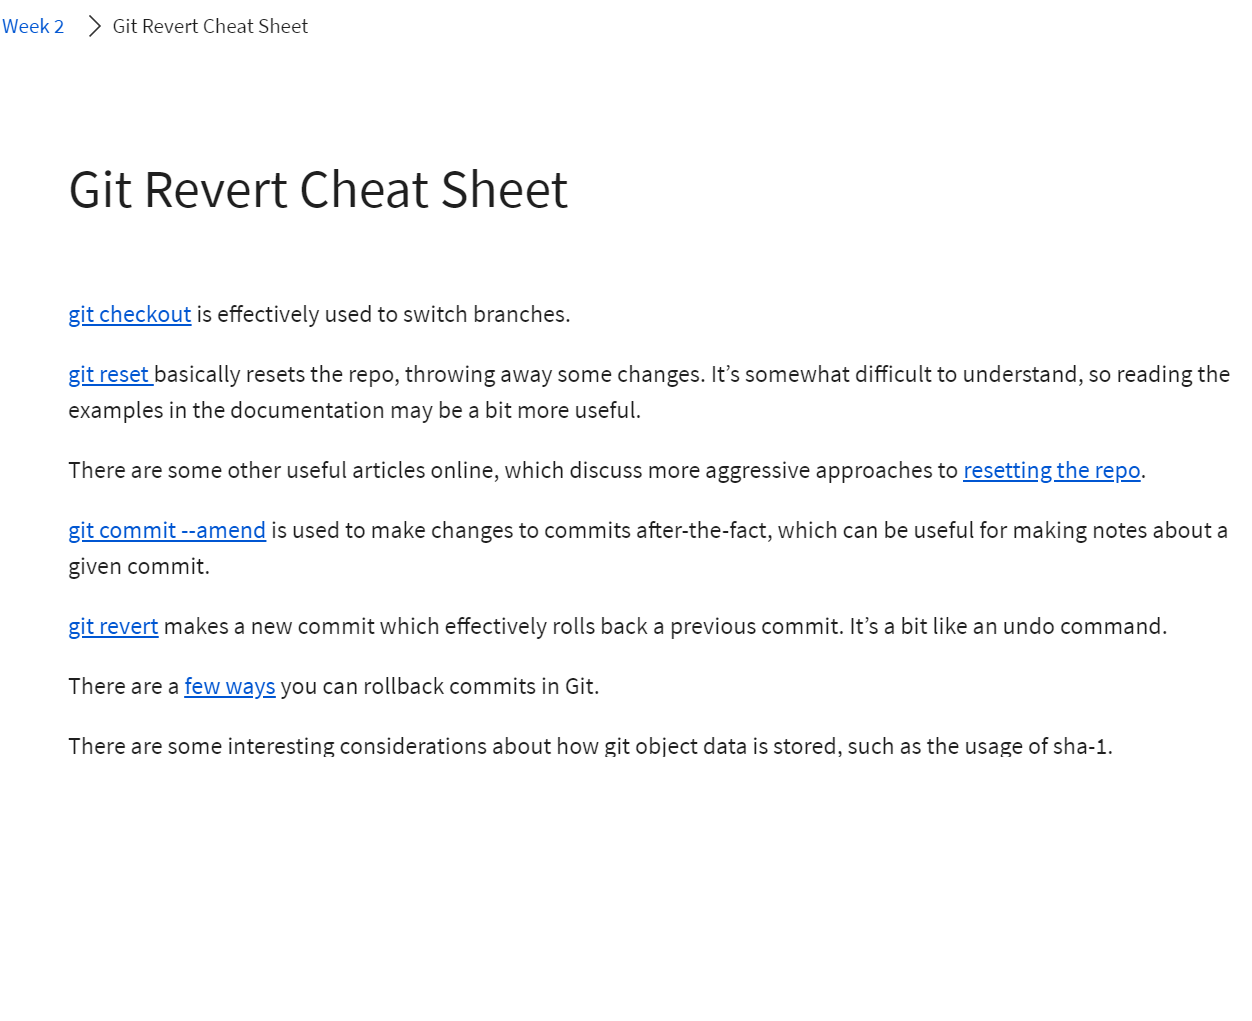 Week 2 > Git Revert Cheat Sheet
Git Revert Cheat Sheet
git checkout is effectively used to switch branches.
git reset basically resets the repo, throwing away some changes. It’s somewhat difficult to understand, so reading the
examples in the documentation may be a bit more useful.
There are some other useful articles online, which discuss more aggressive approaches to resetting the repo.
git commit --amend is used to make changes to commits after-the-fact, which can be useful for making notes about a
given commit.
git revert makes a new commit which effectively rolls back a previous commit. It’s a bit like an undo command.
There are a few ways you can rollback commits in Git.
There are some interesting considerations about how git object data is stored, such as the usage of sha-1.